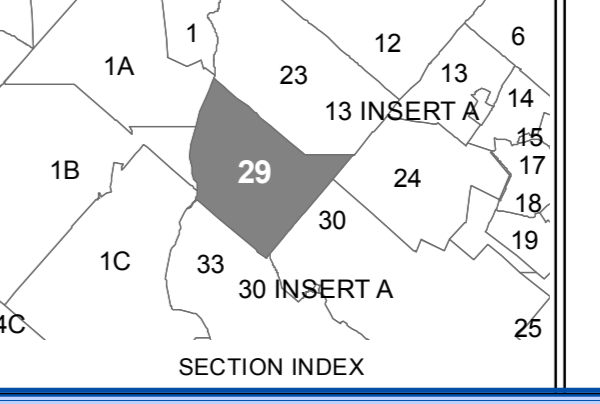 1
12
6
1A
23
13
14
13 INSERT A
15
17
1B
29
24
18
30
19
1C
33
30 INSERT A
4C
25
SECTION INDEX